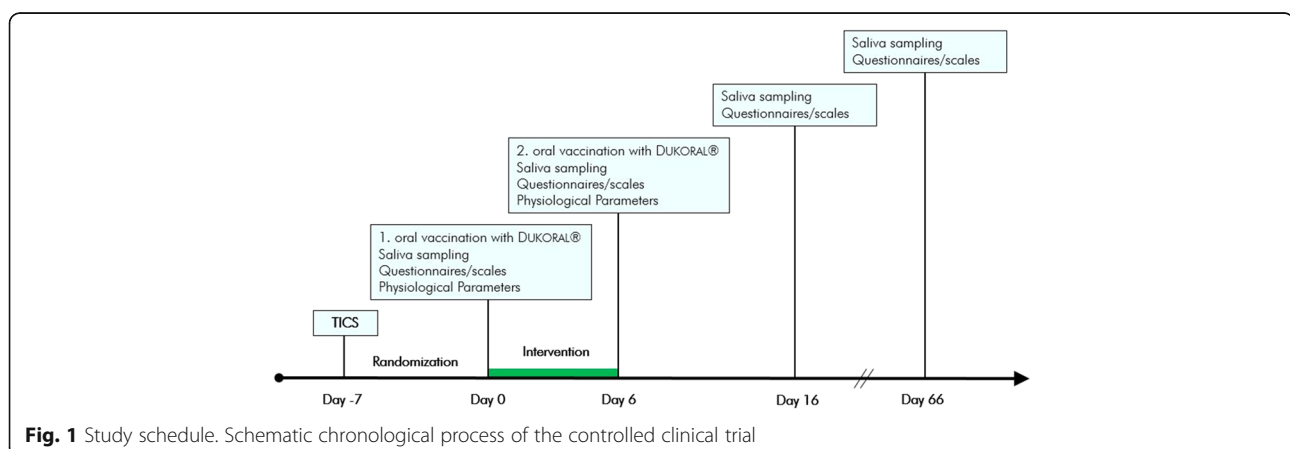 Saliva sampling
Questionnaires/scales
Saliva sampling
Questionnaires/scales
2. oral vaccination with DUKORAL®
Saliva sampling
Questionnaires/scales
Physiological Parameters
1. oral vaccination with DUKORAL®
Saliva sampling
Questionnaires/scales
Physiological Parameters
TICS
Randomization
Intervention
Day -7
Day 0
Day 6
Day 16
Day 66
Fig. 1 Study schedule. Schematic chronological process of the controlled clinical trial